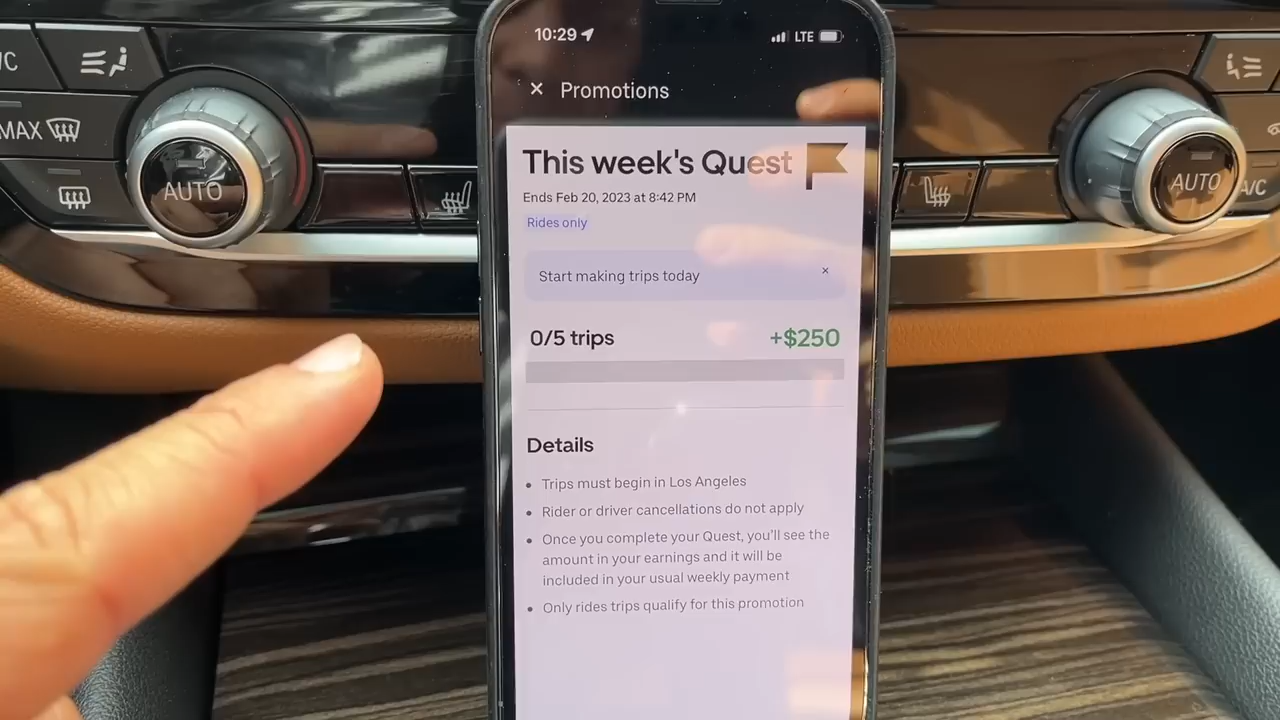 10:29
LTE
/C
× Promotions
MAX
AUTO
AUTO
A/C
This week's Quest
Ends Feb 20, 2023 at 8:42 PM
Rides only
Start making trips today ×
0/5 trips +$250
Details
• Trips must begin in Los Angeles
• Rider or driver cancellations do not apply
• Once you complete your Quest, you'll see the
amount in your earnings and it will be
included in your usual weekly payment
• Only rides trips qualify for this promotion